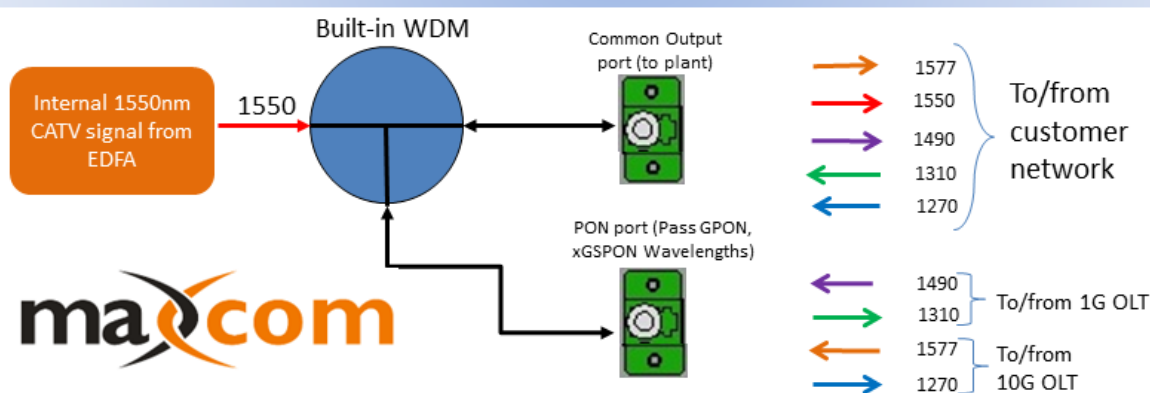 Built-in WDM
Common Output
port (to plant)
Internal 1550nm
CATV signal from
EDFA
1550
1577
1550
1490
1310
1270
To/from
customer
network
PON port (Pass GPON,
xGSPON Wavelengths)
1490
1310
To/from 1G OLT
1577
1270
To/from
10G OLT
maxcom